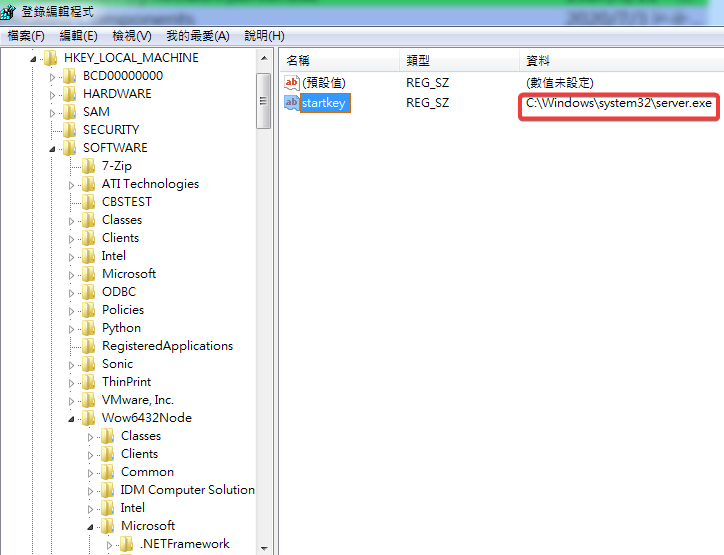 登錄編輯程式
檔案(F) 編輯(E) 檢視(V) 我的最愛(A) 說明(H)
HKEY_LOCAL_MACHINE
BCD00000000
HARDWARE
SAM
SECURITY
SOFTWARE
7-Zip
ATI Technologies
CBSTEST
Classes
Clients
Intel
Microsoft
ODBC
Policies
Python
RegisteredApplications
Sonic
ThinPrint
VMware, Inc.
Wow6432Node
Classes
Clients
Common
IDM Computer Solution
Intel
Microsoft
.NETFramework
名稱 類型 資料
(預設值) REG_SZ (數值未設定)
startkey REG_SZ C:\Windows\system32\server.exe